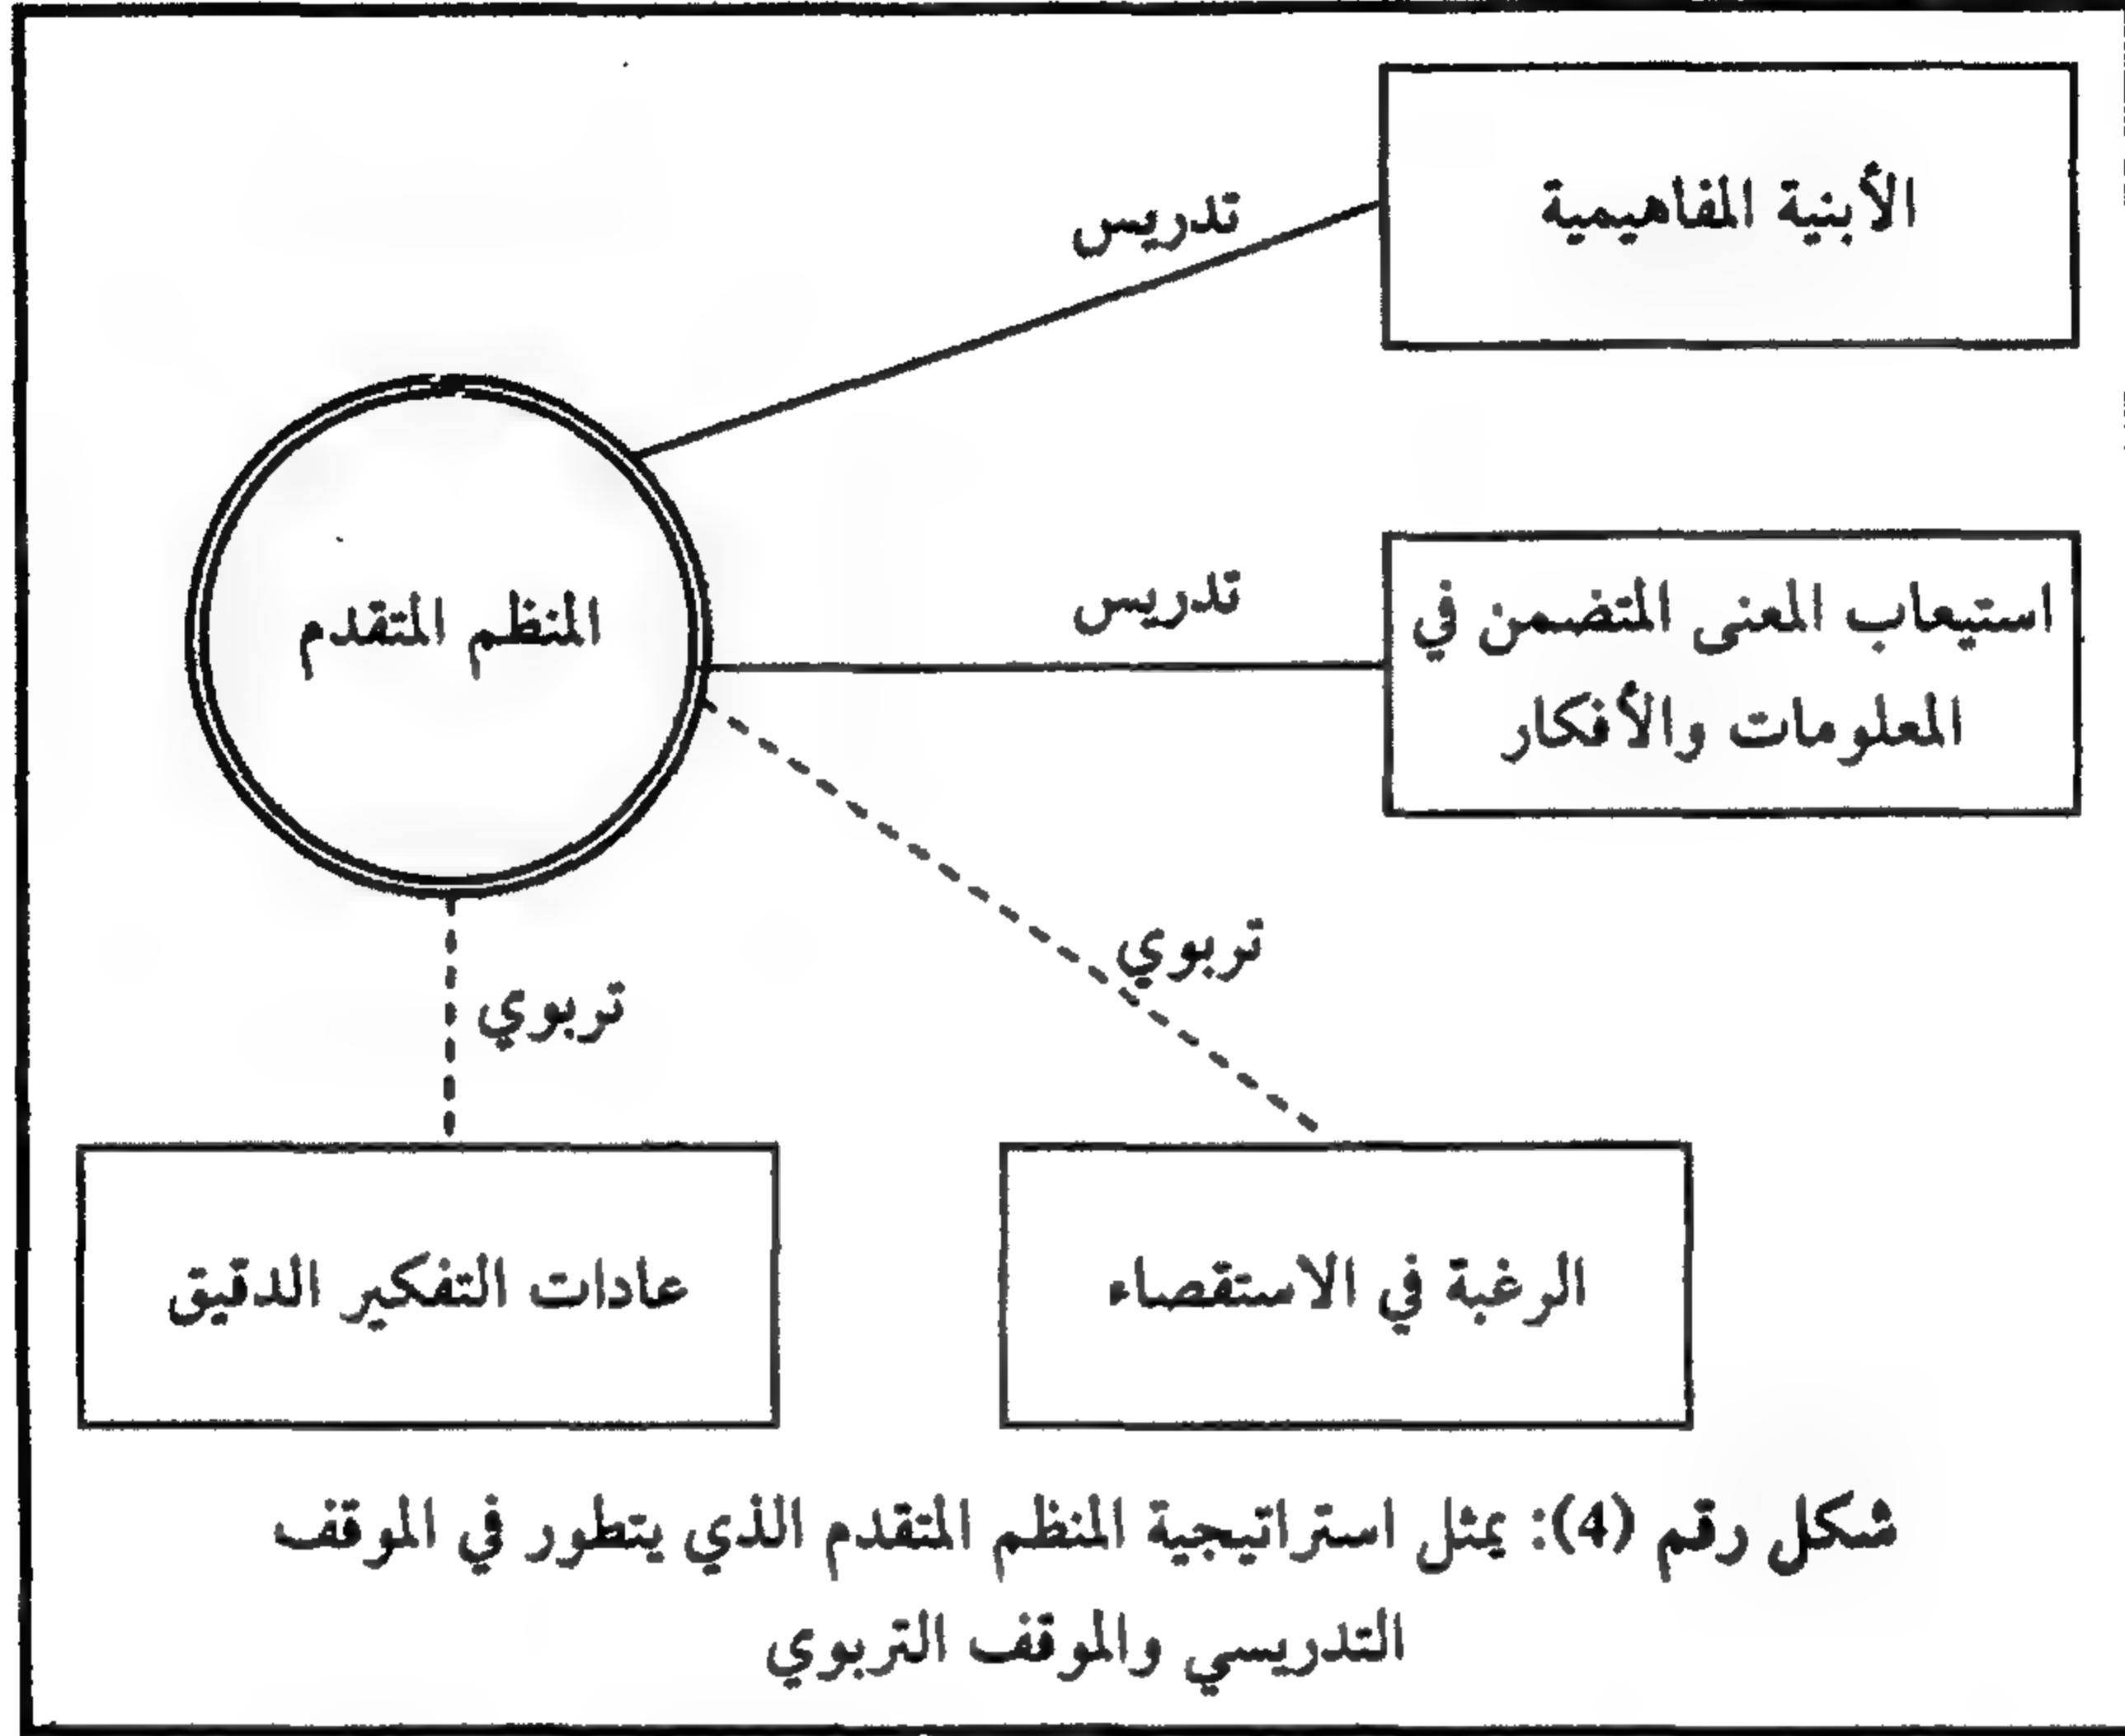 الأبنية المفاهيمية
تدريس
استيعاب المعنى المتضمن في
المعلومات والأفكار
تدريس
المنظم المتقدم
تربوي
تربوي
الرغبة في الاستقصاء
عادات التفكير الدقيق
شكل رقم (4): يمثل استراتيجية المنظم المتقدم الذي يتطور في الموقف
التدريسي والموقف التربوي